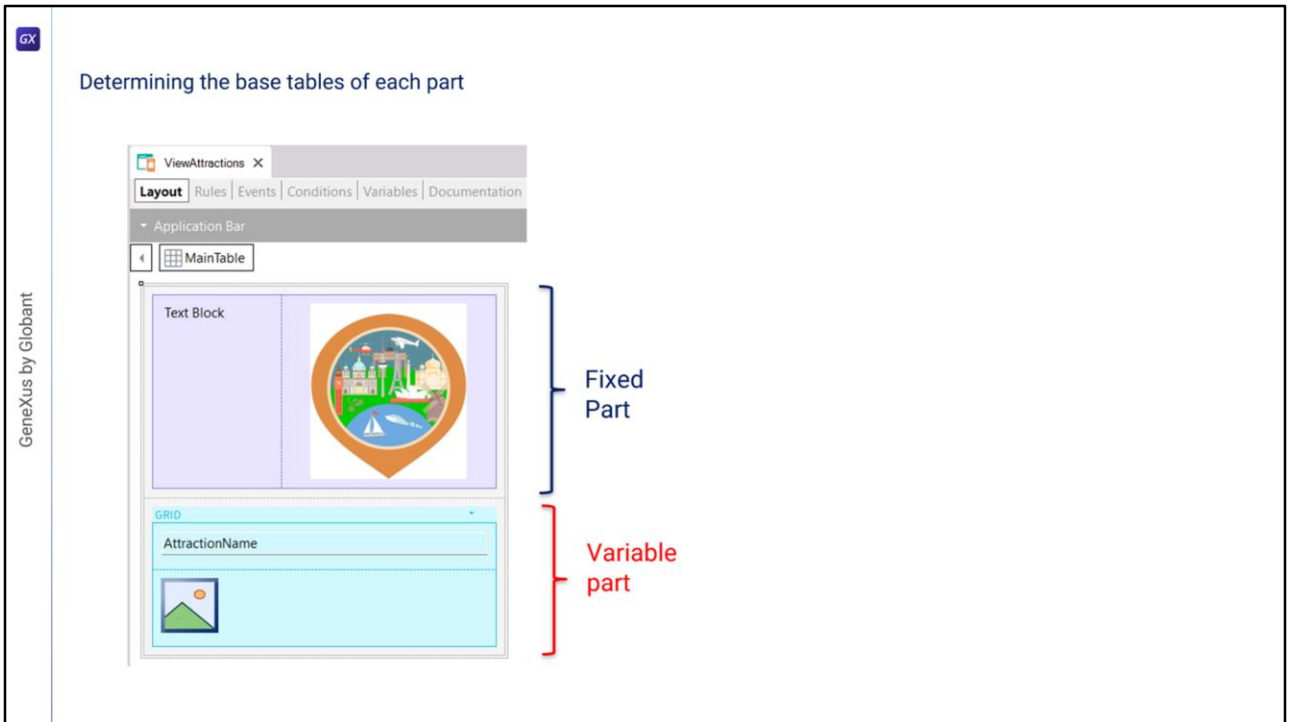 GX
Determining the base tables of each part
ViewAttractions X
Layout Rules | Events | Conditions | Variables | Documentation
Application Bar
MainTable
Text Block
Fixed
Part
GRID
AttractionName
Variable
part
GeneXus by Globant